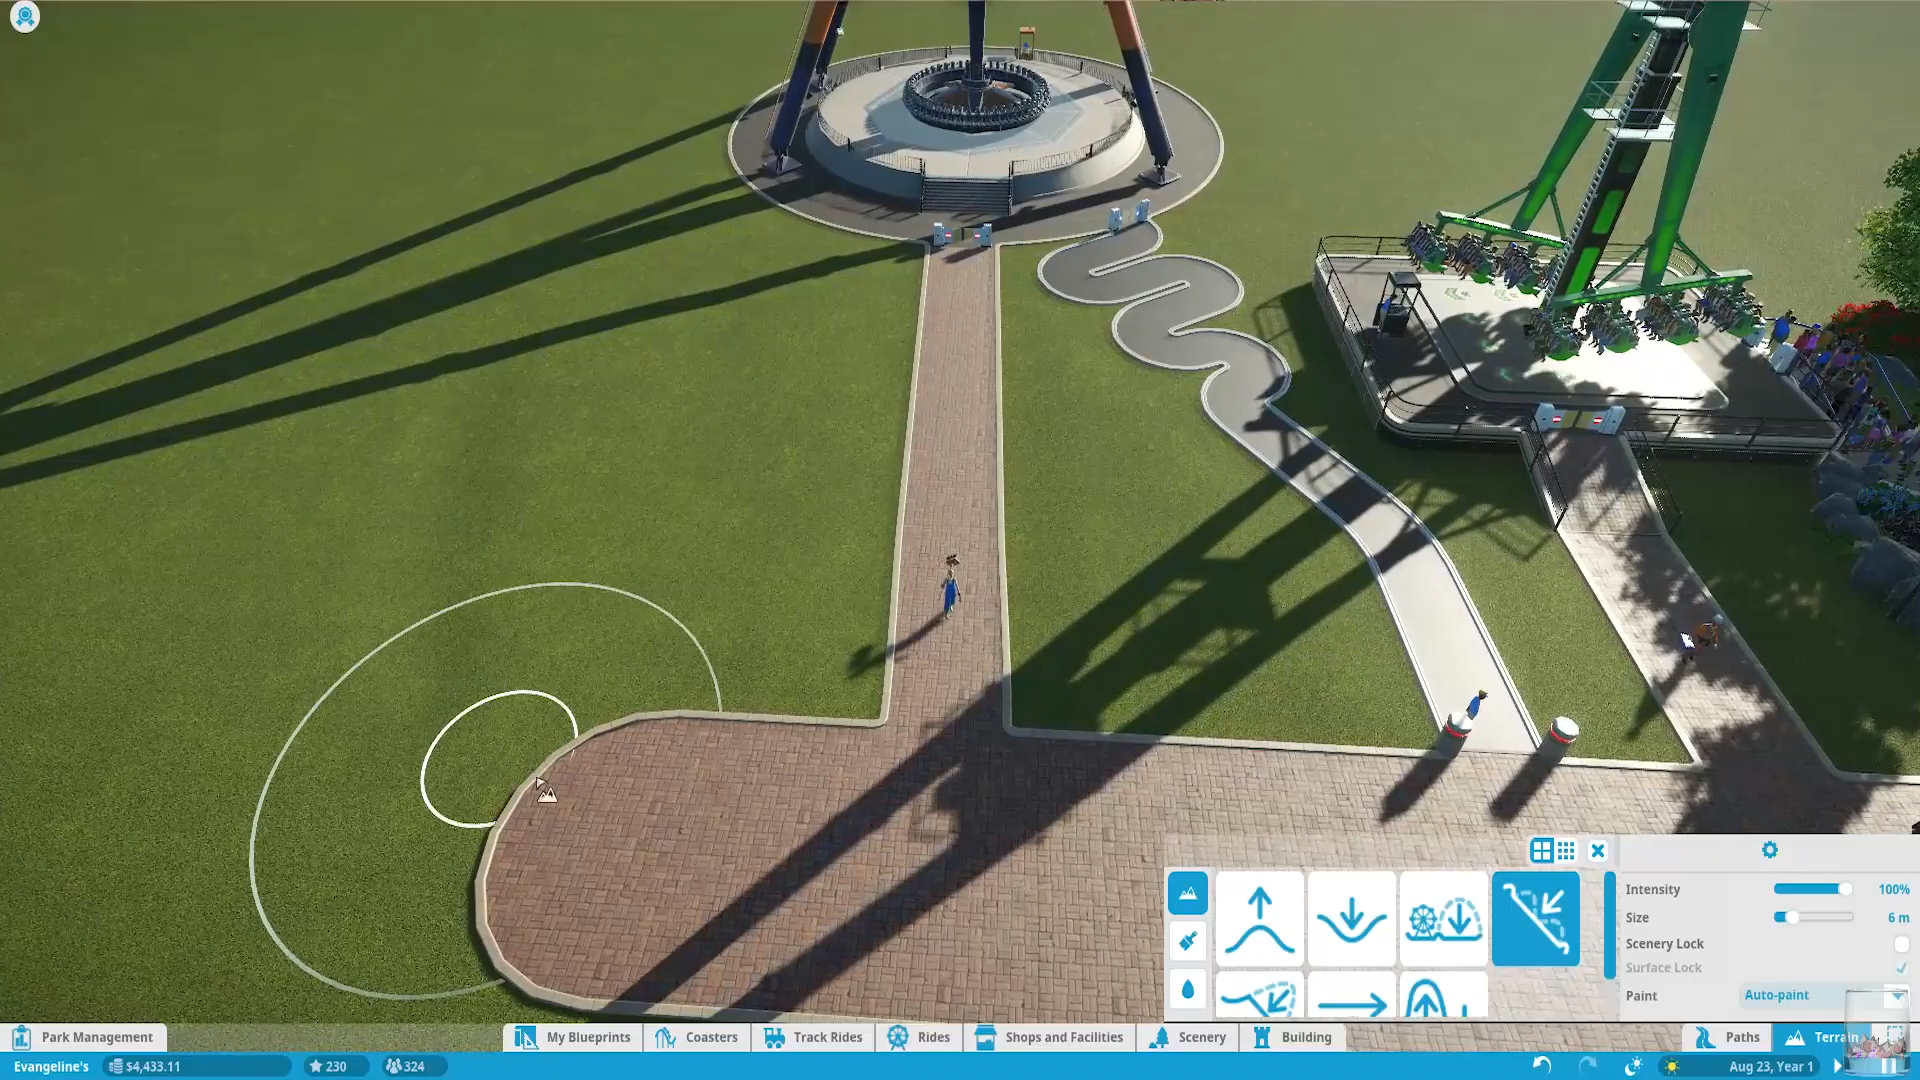 Intensity 100%
Size 6 m
Scenery Lock
Surface Lock
Paint Auto-paint
Park Management
My Blueprints
Coasters
Track Rides
Rides
Shops and Facilities
Scenery
Building
Paths
Terrain
Evangeline's
$4,433.11
230
324
Aug 23, Year 1